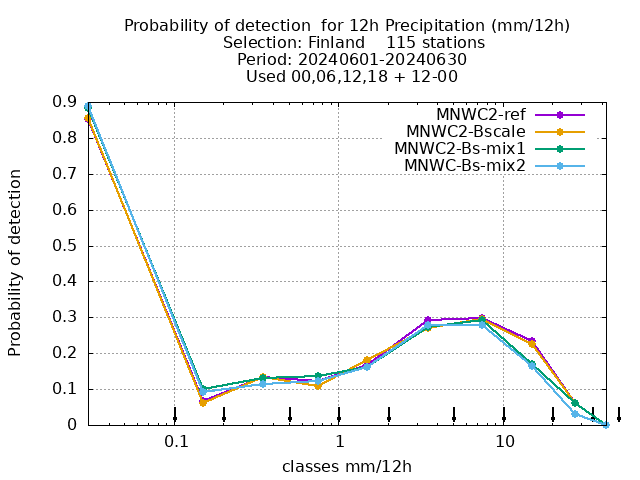 Probability of detection  for 12h Precipitation (mm/12h)
Selection: Finland    115 stations
Period: 20240601-20240630
Used 00,06,12,18 + 12-00
MNWC2-ref
MNWC2-Bscale
MNWC2-Bs-mix1
MNWC-Bs-mix2
Probability of detection
0.9
0.8
0.7
0.6
0.5
0.4
0.3
0.2
0.1
0
0.1 1 10
classes mm/12h